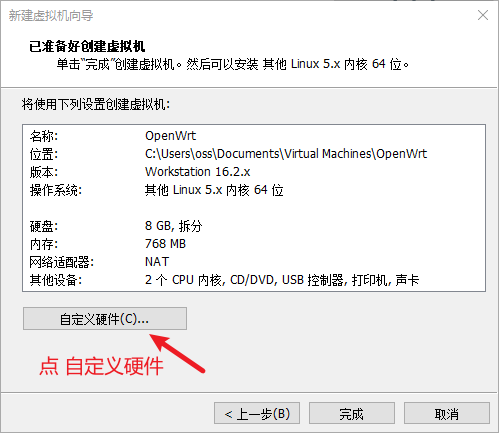 新建虚拟机向导
已准备好创建虚拟机
单击“完成”创建虚拟机。然后可以安装 其他 Linux 5.x 内核 64 位。
将使用下列设置创建虚拟机:
名称: OpenWrt
位置: C:\Users\oss\Documents\Virtual Machines\OpenWrt
版本: Workstation 16.2.x
操作系统: 其他 Linux 5.x 内核 64 位
硬盘: 8 GB, 拆分
内存: 768 MB
网络适配器: NAT
其他设备: 2 个 CPU 内核, CD/DVD, USB 控制器, 打印机, 声卡
自定义硬件(C)...
点 自定义硬件
< 上一步(B) 完成 取消